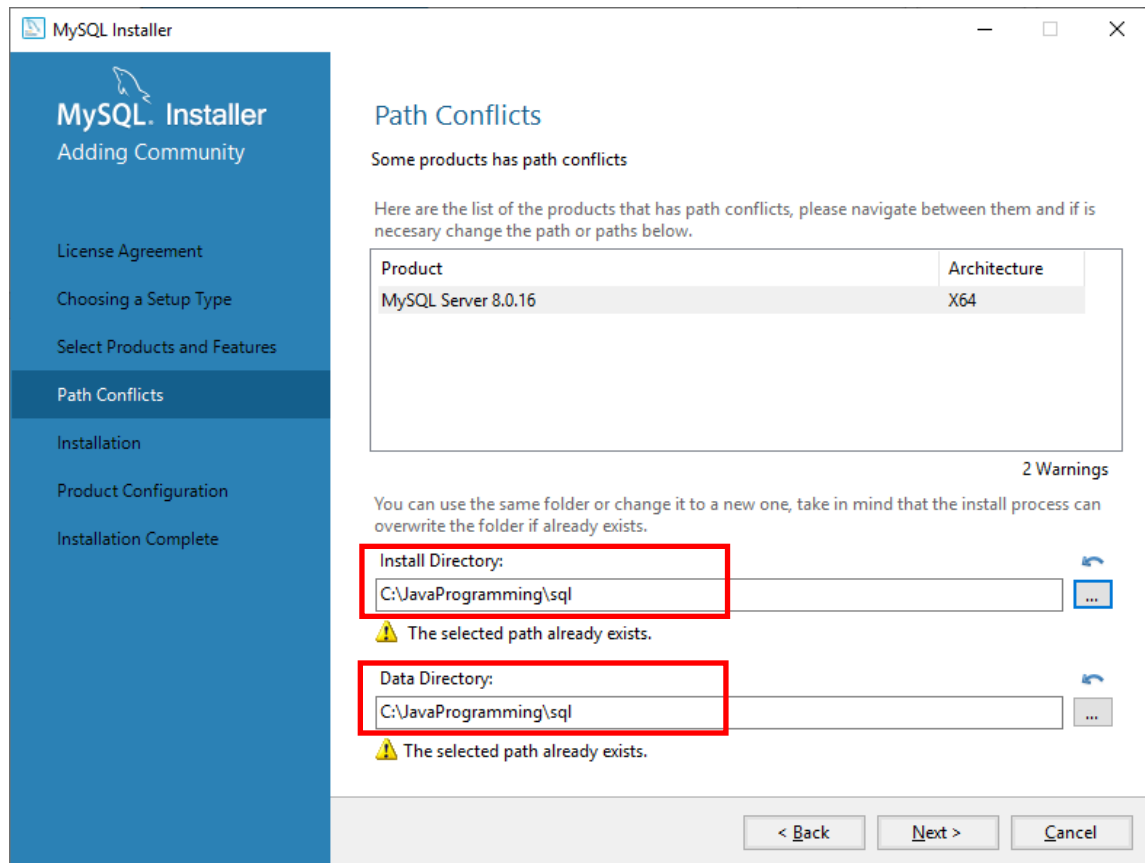 MySQL Installer
MySQL. Installer
Adding Community
License Agreement
Choosing a Setup Type
Select Products and Features
Path Conflicts
Installation
Product Configuration
Installation Complete
Path Conflicts
Some products has path conflicts
Here are the list of the products that has path conflicts, please navigate between them and if is
necesary change the path or paths below.
Product Architecture
MySQL Server 8.0.16 X64
2 Warnings
You can use the same folder or change it to a new one, take in mind that the install process can
overwrite the folder if already exists.
Install Directory:
C:\JavaProgramming\sql ...
The selected path already exists.
Data Directory:
C:\JavaProgramming\sql ...
The selected path already exists.
< Back Next > Cancel